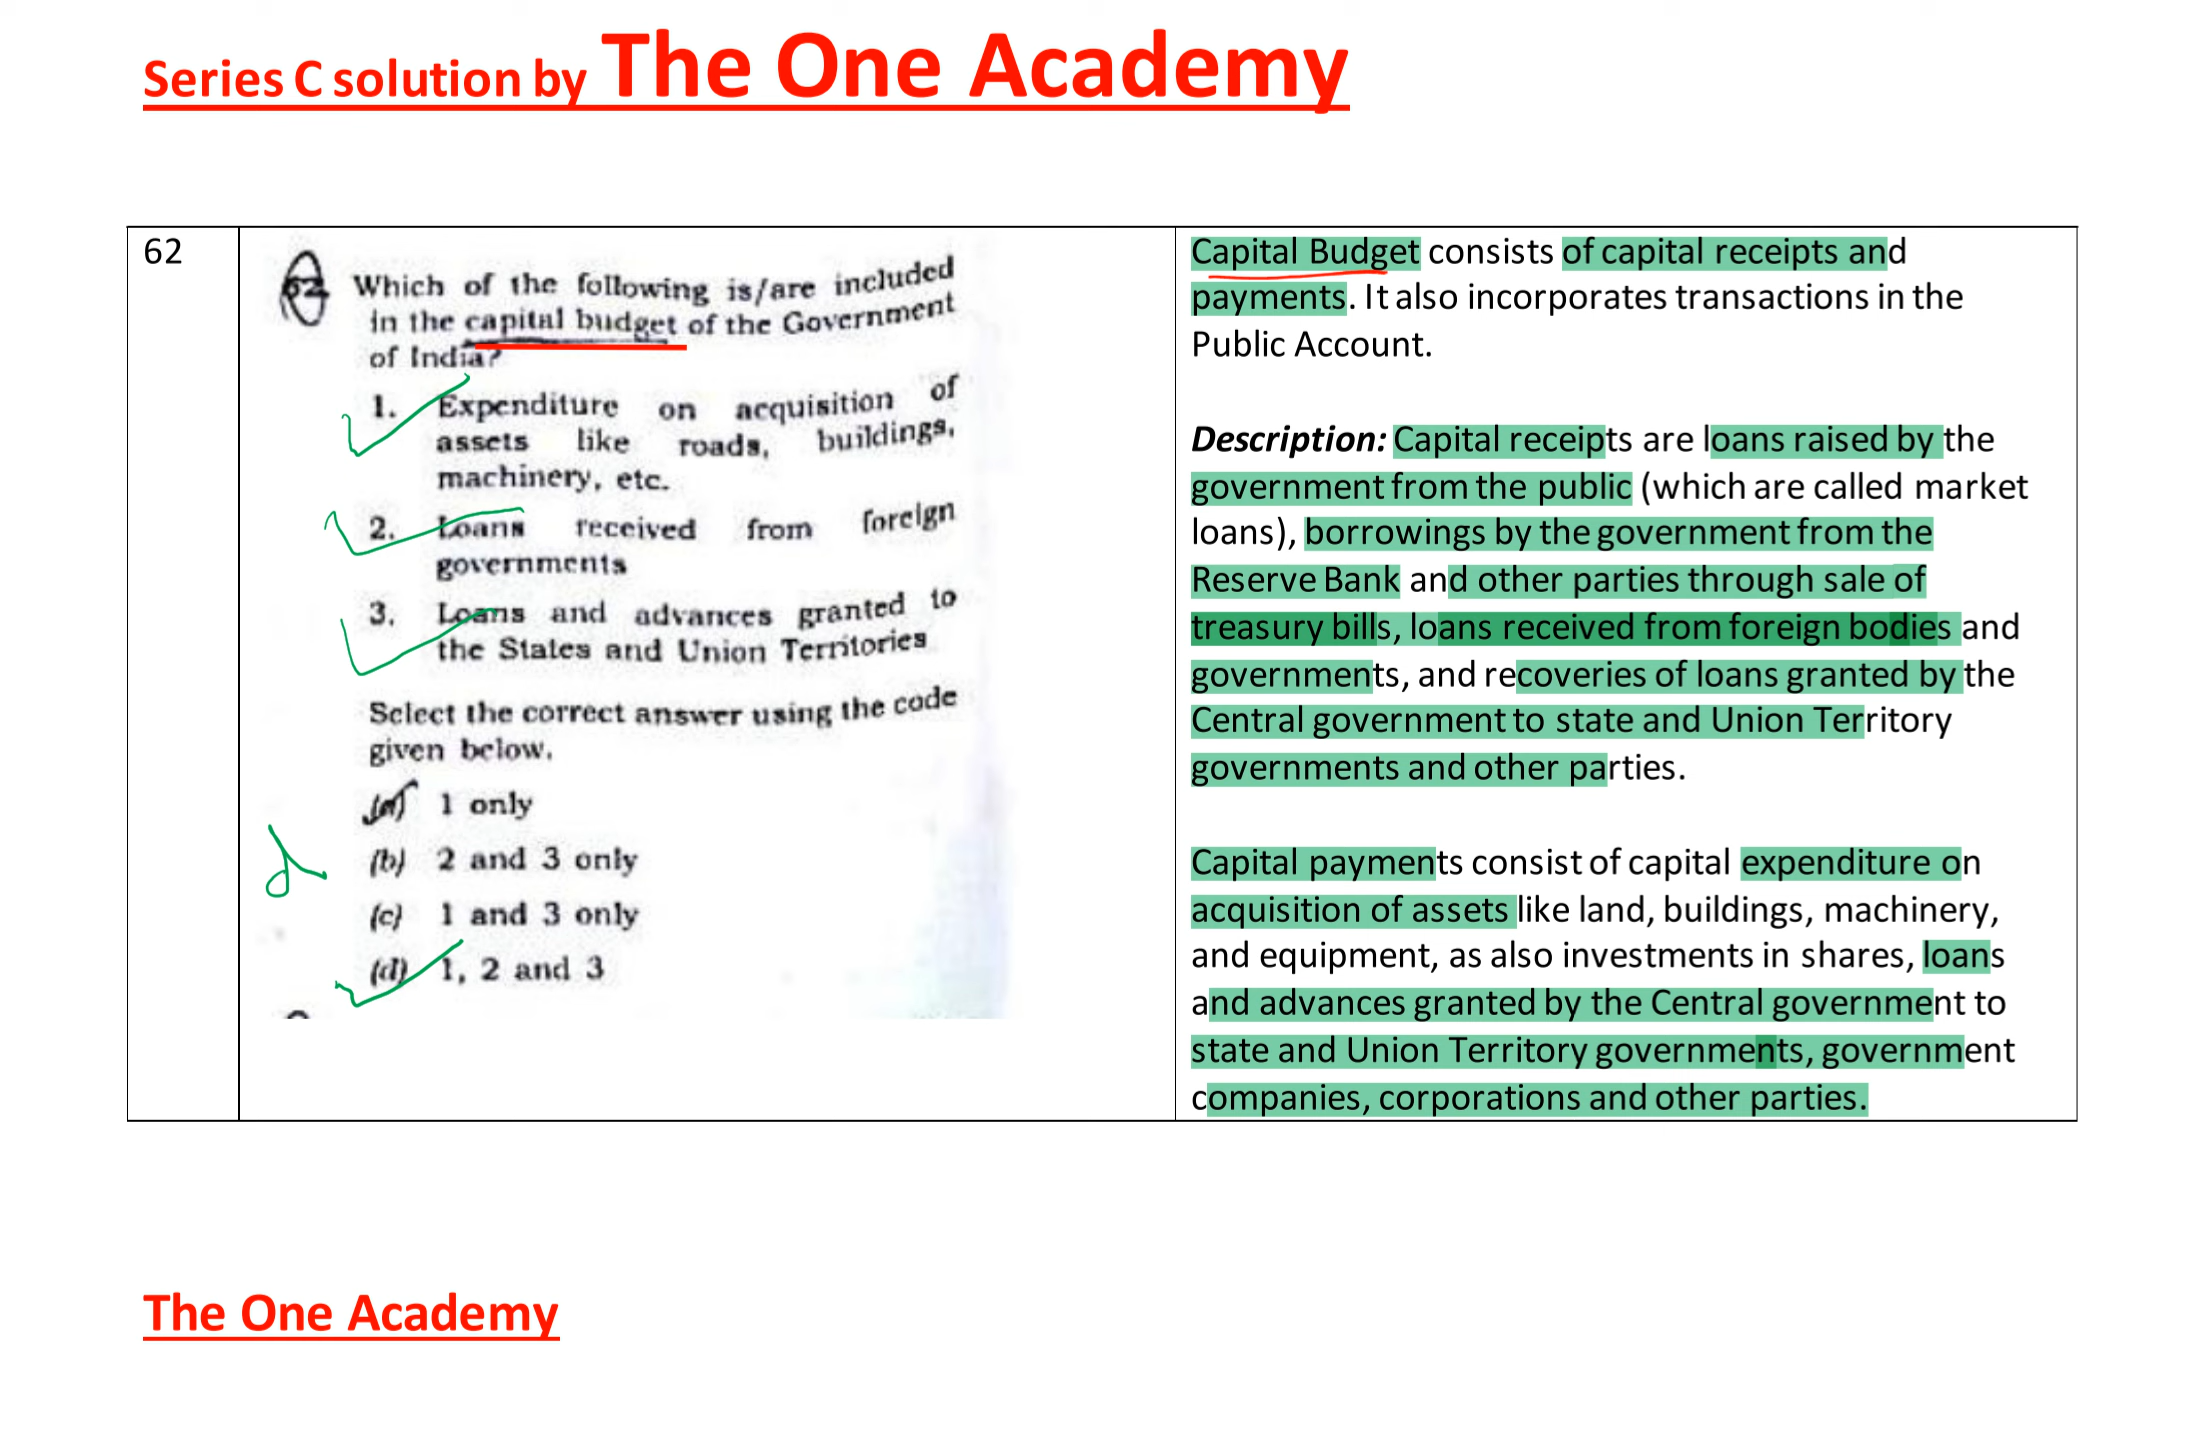 Series C solution by The One Academy
62
62. Which of the following is/are included
in the capital budget of the Government
of India?
1. Expenditure on acquisition of
assets like roads, buildings,
machinery, etc.
2. Loans received from foreign
governments
3. Loans and advances granted to
the States and Union Territories
Select the correct answer using the code
given below.
(a) 1 only
(b) 2 and 3 only
(c) 1 and 3 only
(d) 1, 2 and 3
d
Capital Budget consists of capital receipts and
payments. It also incorporates transactions in the
Public Account.
Description: Capital receipts are loans raised by the
government from the public (which are called market
loans), borrowings by the government from the
Reserve Bank and other parties through sale of
treasury bills, loans received from foreign bodies and
governments, and recoveries of loans granted by the
Central government to state and Union Territory
governments and other parties.
Capital payments consist of capital expenditure on
acquisition of assets like land, buildings, machinery,
and equipment, as also investments in shares, loans
and advances granted by the Central government to
state and Union Territory governments, government
companies, corporations and other parties.
The One Academy